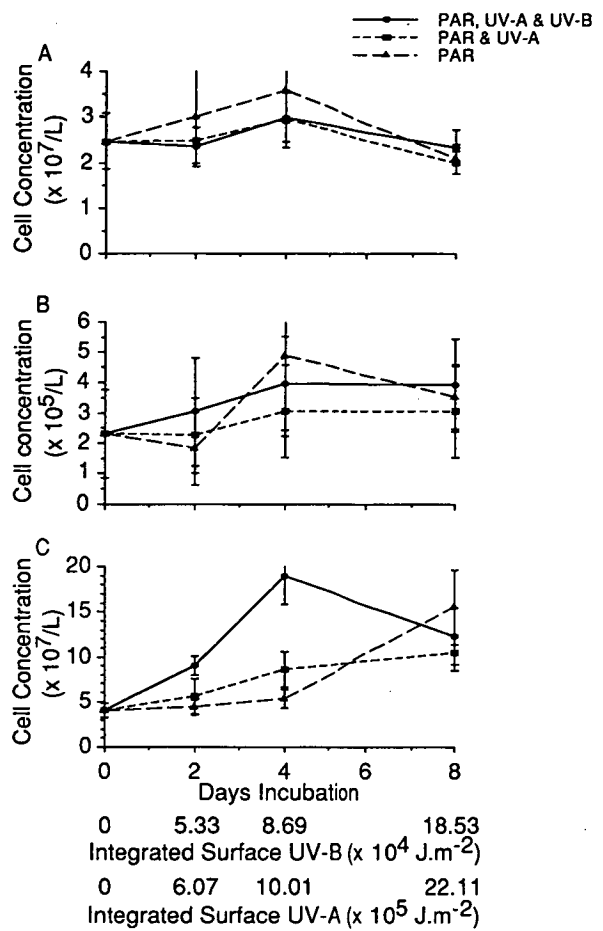 PAR, UV-A & UV-B
PAR & UV-A
PAR
A
Cell Concentration
(x 10⁷/L)
4
3
2
1
0
B
Cell concentration
(x 10⁵/L)
6
5
4
3
2
1
0
C
Cell Concentration
(x 10⁷/L)
20
15
10
5
0
0 2 4 6 8
Days Incubation
0 5.33 8.69 18.53
Integrated Surface UV-B (x 10⁴ J.m⁻²)
0 6.07 10.01 22.11
Integrated Surface UV-A (x 10⁵ J.m⁻²)